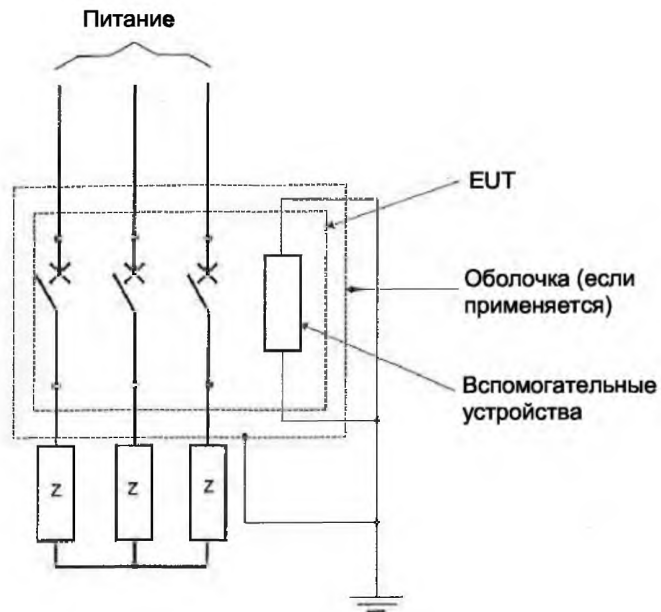 Питание
EUT
Оболочка (если
применяется)
Вспомогательные
устройства
Z
Z
Z